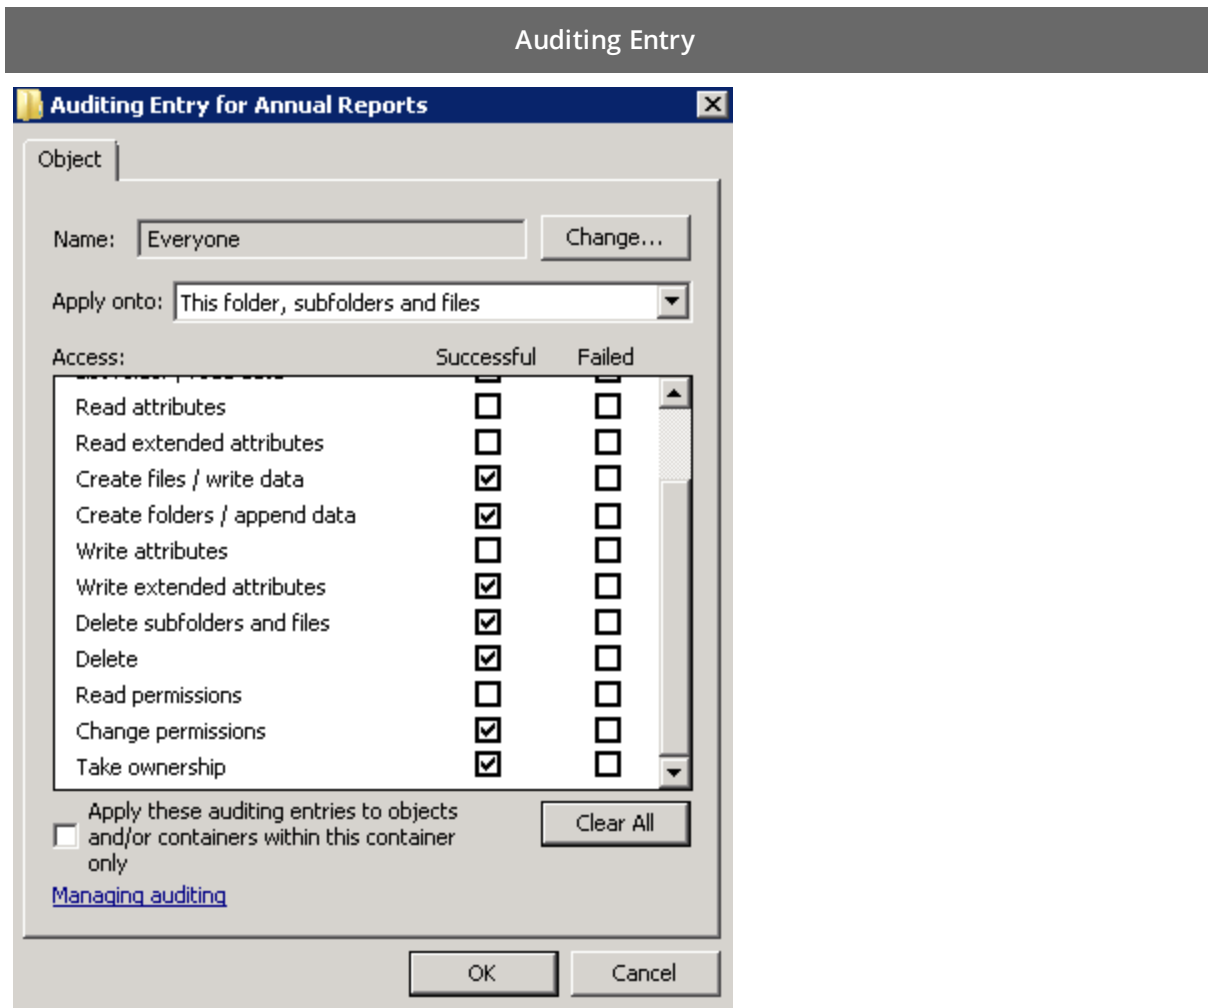 Auditing Entry
Auditing Entry for Annual Reports
Object
Name: Everyone Change...
Apply onto: This folder, subfolders and files
Access: Successful Failed
Read attributes
Read extended attributes
Create files / write data
Create folders / append data
Write attributes
Write extended attributes
Delete subfolders and files
Delete
Read permissions
Change permissions
Take ownership
Apply these auditing entries to objects
and/or containers within this container
only
Clear All
Managing auditing
OK Cancel